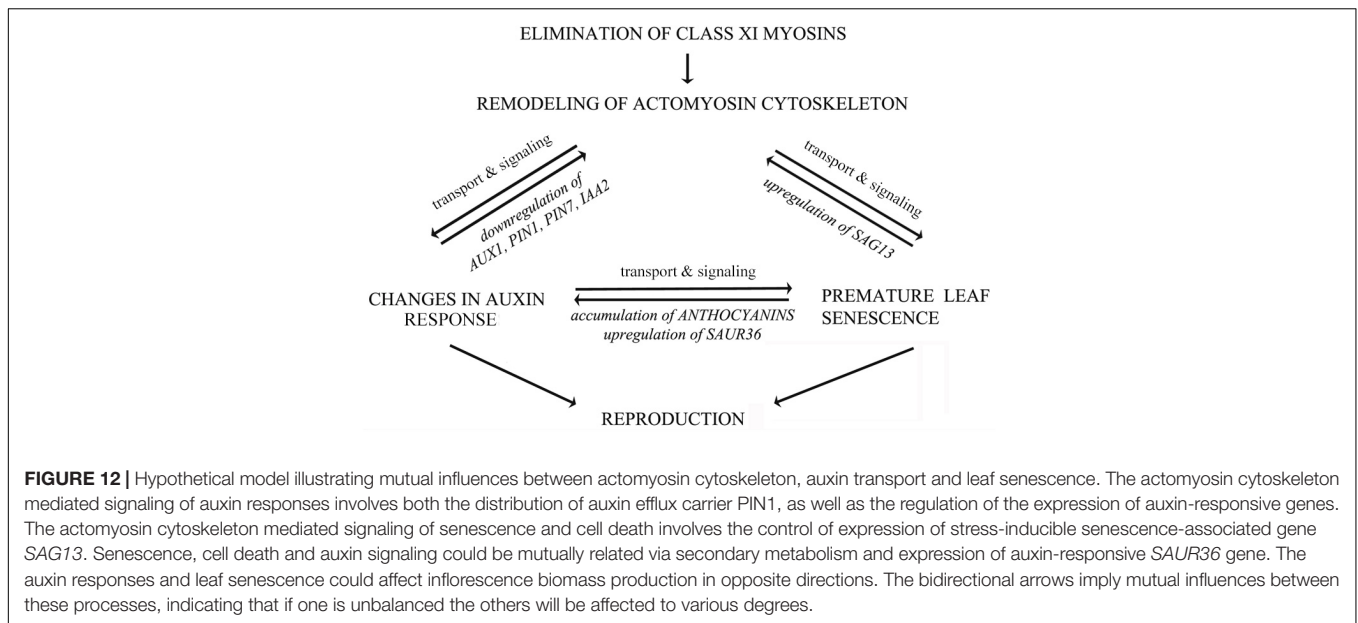 ELIMINATION OF CLASS XI MYOSINS
REMODELING OF ACTOMYOSIN CYTOSKELETON
transport & signaling
downregulation of
AUX1, PIN1, PIN7, IAA2
transport & signaling
upregulation of SAG13
CHANGES IN AUXIN
RESPONSE
transport & signaling
accumulation of ANTHOCYANINS
upregulation of SAUR36
PREMATURE LEAF
SENESCENCE
REPRODUCTION
FIGURE 12 | Hypothetical model illustrating mutual influences between actomyosin cytoskeleton, auxin transport and leaf senescence. The actomyosin cytoskeleton
mediated signaling of auxin responses involves both the distribution of auxin efflux carrier PIN1, as well as the regulation of the expression of auxin-responsive genes.
The actomyosin cytoskeleton mediated signaling of senescence and cell death involves the control of expression of stress-inducible senescence-associated gene
SAG13. Senescence, cell death and auxin signaling could be mutually related via secondary metabolism and expression of auxin-responsive SAUR36 gene. The
auxin responses and leaf senescence could affect inflorescence biomass production in opposite directions. The bidirectional arrows imply mutual influences between
these processes, indicating that if one is unbalanced the others will be affected to various degrees.